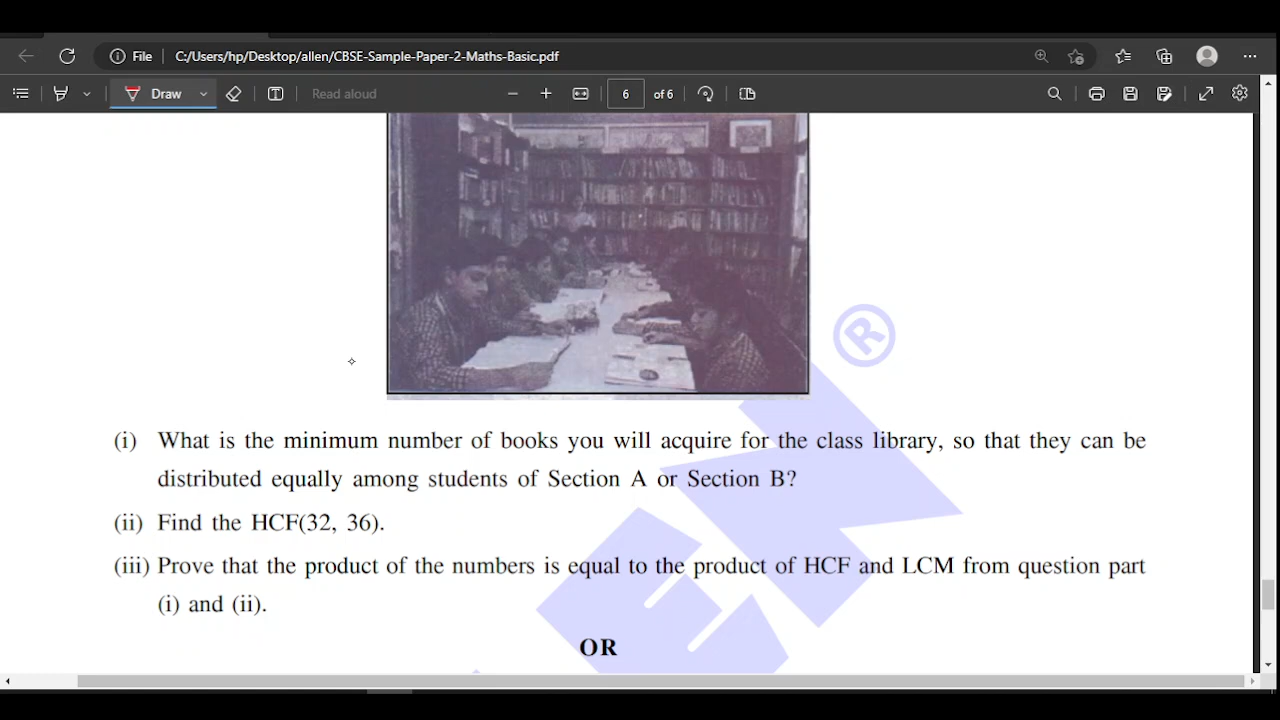 File
C:/Users/hp/Desktop/allen/CBSE-Sample-Paper-2-Maths-Basic.pdf
Draw
Read aloud
6
of 6
®
(i) What is the minimum number of books you will acquire for the class library, so that they can be
distributed equally among students of Section A or Section B?
(ii) Find the HCF(32, 36).
(iii) Prove that the product of the numbers is equal to the product of HCF and LCM from question part
(i) and (ii).
OR